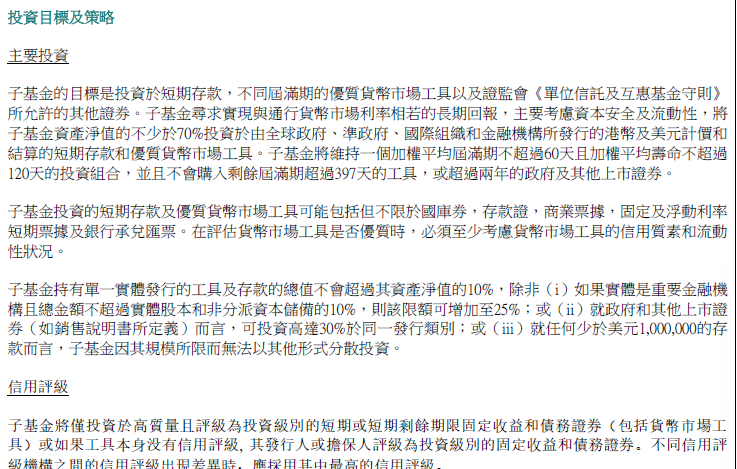 投資目標及策略
主要投資
子基金的目標是投資於短期存款，不同屆滿期的優質貨幣市場工具以及證監會《單位信託及互惠基金守則》
所允許的其他證券。子基金尋求實現與通行貨幣市場利率相若的長期回報，主要考慮資本安全及流動性，將
子基金資產淨值的不少於70%投資於由全球政府、準政府、國際組織和金融機構所發行的港幣及美元計價和
結算的短期存款和優質貨幣市場工具。子基金將維持一個加權平均屆滿期不超過60天且加權平均壽命不超過
120天的投資組合，並且不會購入剩餘屆滿期超過397天的工具，或超過兩年的政府及其他上市證券。
子基金投資的短期存款及優質貨幣市場工具可能包括但不限於國庫券，存款證，商業票據，固定及浮動利率
短期票據及銀行承兌匯票。在評估貨幣市場工具是否優質時，必須至少考慮貨幣市場工具的信用質素和流動
性狀況。
子基金持有單一實體發行的工具及存款的總值不會超過其資產淨值的10%，除非（i）如果實體是重要金融機
構且總金額不超過實體股本和非分派資本儲備的10%，則該限額可增加至25%；或（ii）就政府和其他上市證
券（如銷售說明書所定義）而言，可投資高達30%於同一發行類別；或（iii）就任何少於美元1,000,000的存
款而言，子基金因其規模所限而無法以其他形式分散投資。
信用評級
子基金將僅投資於高質量且評級為投資級別的短期或短期剩餘期限固定收益和債務證券（包括貨幣市場工
具）或如果工具本身没有信用評級, 其發行人或擔保人評級為投資級別的固定收益和債務證券。不同信用評
級機構之間的信用評級出現差異時，應採用其中最高的信用評級。